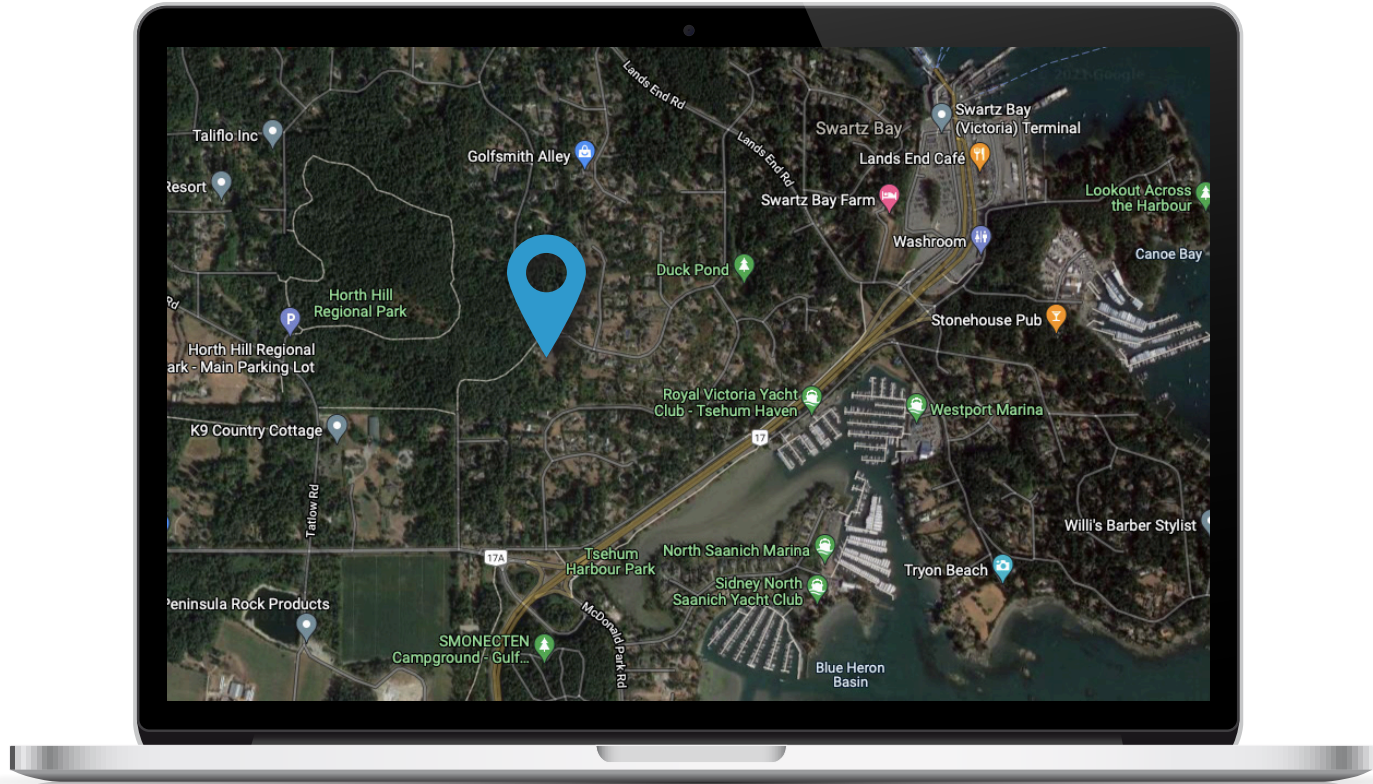 © 2021 Google
Lands End Rd
Swartz Bay
(Victoria) Terminal
Swartz Bay
Taliflo Inc
Golfsmith Alley
Lands End Rd
Lands End Café
Resort
Swartz Bay Farm
Lookout Across
the Harbour
Washroom
Canoe Bay
Duck Pond
Horth Hill
Regional Park
Rd
P
Stonehouse Pub
Horth Hill Regional
ark - Main Parking Lot
Royal Victoria Yacht
Club - Tsehum Haven
Westport Marina
K9 Country Cottage
17
Tatlow Rd
Willi's Barber Stylist
17A
Tsehum
Harbour Park
North Saanich Marina
Tryon Beach
Sidney North
Saanich Yacht Club
Peninsula Rock Products
McDonald Park Rd
SMONECTEN
Campground - Gulf...
Blue Heron
Basin